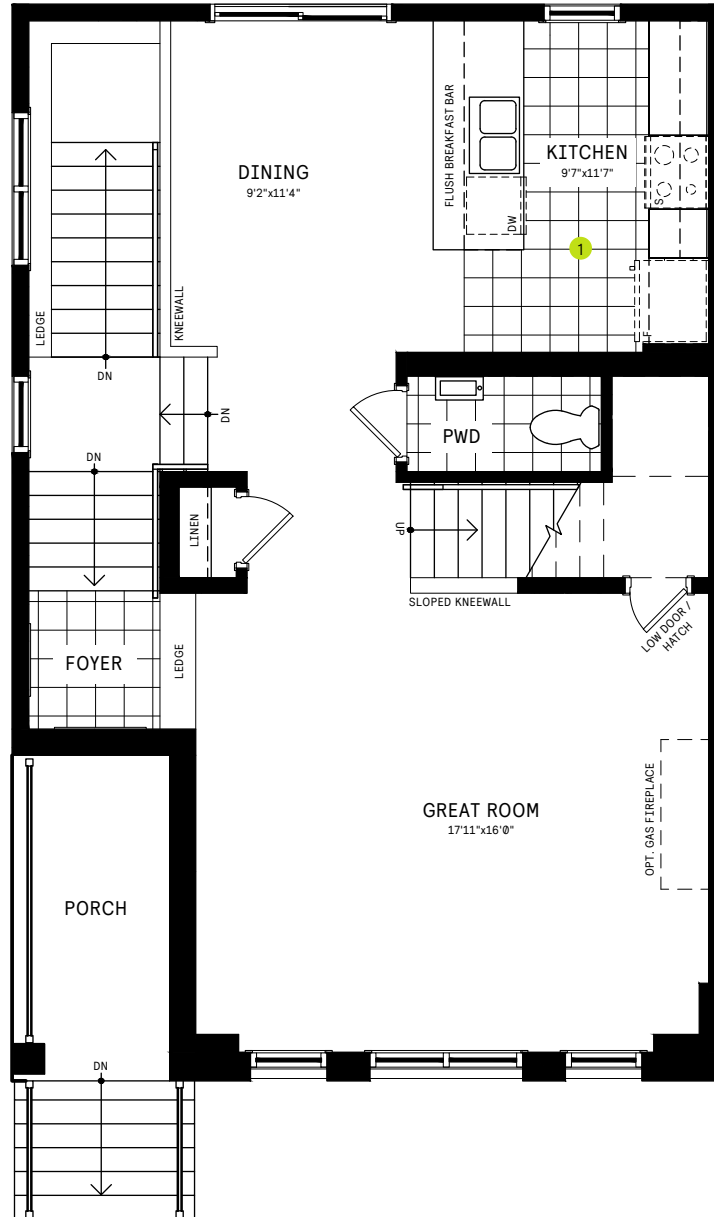 DINING
9'2"x11'4"
FLUSH BREAKFAST BAR
KITCHEN
9'7"x11'7"
S
DW
1
F
LEDGE
KNEEWALL
DN
DN
DN
PWD
LINEN
UP
SLOPED KNEEWALL
LOW DOOR /
HATCH
FOYER
LEDGE
OPT. GAS FIREPLACE
GREAT ROOM
17'11"x16'0"
PORCH
DN